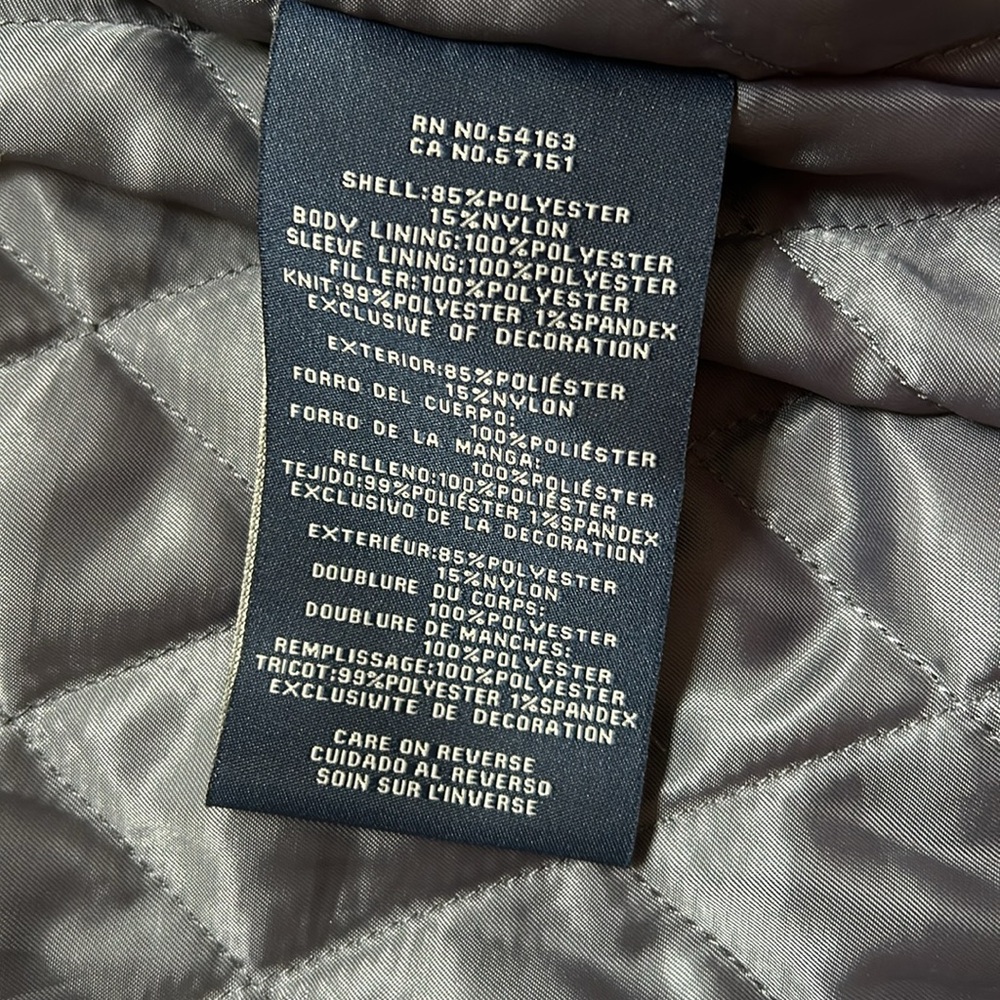 RN NO.54163
CA NO.57151
SHELL:85%POLYESTER
15%NYLON
BODY LINING:100%POLYESTER
SLEEVE LINING:100%POLYESTER
FILLER:100%POLYESTER
KNIT:99%POLYESTER 1%SPANDEX
EXCLUSIVE OF DECORATION
EXTERIOR:85%POLIÉSTER
15%NYLON
FORRO DEL CUERPO:
100%POLIÉSTER
FORRO DE LA MANGA:
100%POLIÉSTER
RELLENO:100%POLIÉSTER
TEJIDO:99%POLIÉSTER 1%SPANDEX
EXCLUSIVO DE LA DECORATION
EXTERIÉUR:85%POLYESTER
15%NYLON
DOUBLURE DU CORPS:
100%POLYESTER
DOUBLURE DE MANCHES:
100%POLYESTER
REMPLISSAGE:100%POLYESTER
TRICOT:99%POLYESTER 1%SPANDEX
EXCLUSIVITE DE DECORATION
CARE ON REVERSE
CUIDADO AL REVERSO
SOIN SUR L'INVERSE